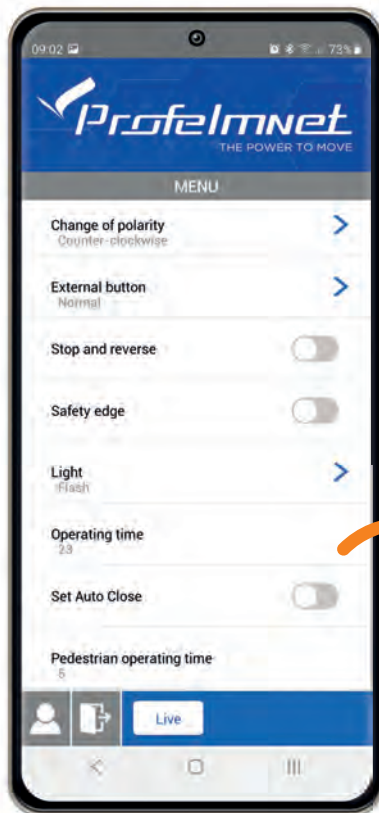 09:02
73%
Profelmnet
THE POWER TO MOVE
MENU
Change of polarity
Counter-clockwise
External button
Normal
Stop and reverse
Safety edge
Light
Flash
Operating time
23
Set Auto Close
Pedestrian operating time
5
Live